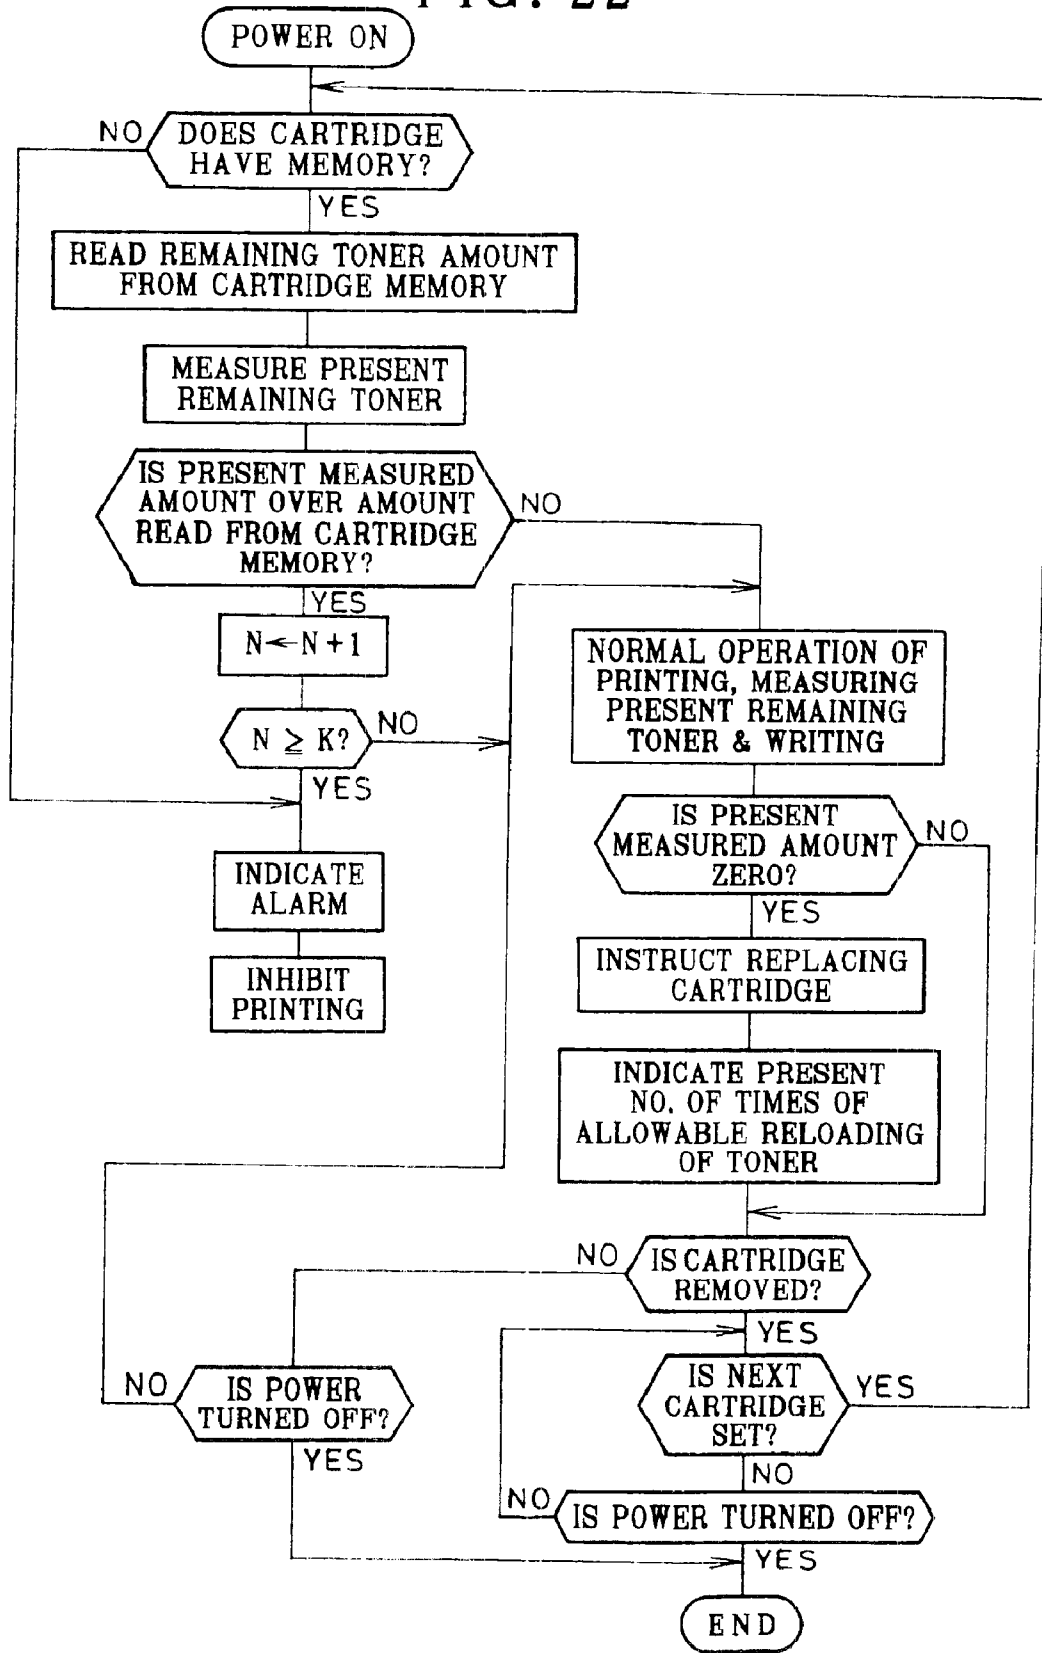 FIG. 22
POWER ON
NO
DOES CARTRIDGE
HAVE MEMORY?
YES
READ REMAINING TONER AMOUNT
FROM CARTRIDGE MEMORY
MEASURE PRESENT
REMAINING TONER
IS PRESENT MEASURED
AMOUNT OVER AMOUNT
READ FROM CARTRIDGE
MEMORY?
NO
YES
N←N+1
N ≧ K?
NO
YES
INDICATE
ALARM
INHIBIT
PRINTING
NORMAL OPERATION OF
PRINTING, MEASURING
PRESENT REMAINING
TONER & WRITING
IS PRESENT
MEASURED AMOUNT
ZERO?
NO
YES
INSTRUCT REPLACING
CARTRIDGE
INDICATE PRESENT
NO. OF TIMES OF
ALLOWABLE RELOADING
OF TONER
NO
IS CARTRIDGE
REMOVED?
YES
NO
IS POWER
TURNED OFF?
YES
IS NEXT
CARTRIDGE
SET?
YES
NO
NO
IS POWER TURNED OFF?
YES
END